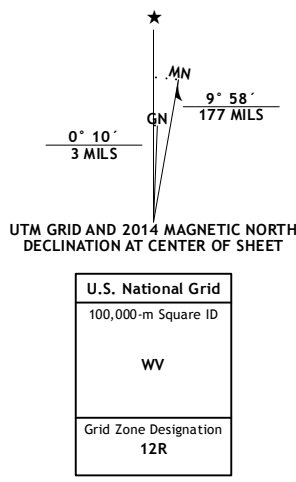 ★
MN
GN
9° 58´
177 MILS
0° 10´
3 MILS
UTM GRID AND 2014 MAGNETIC NORTH
DECLINATION AT CENTER OF SHEET
U.S. National Grid
100,000-m Square ID
WV
Grid Zone Designation
12R